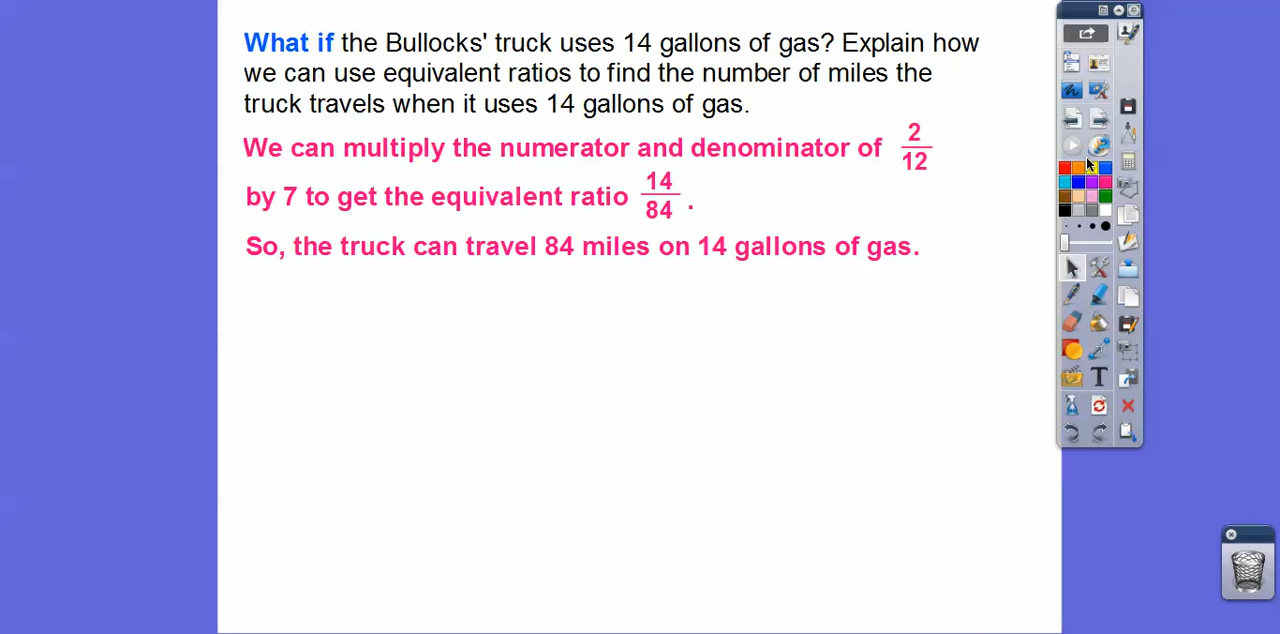 What if the Bullocks' truck uses 14 gallons of gas? Explain how
we can use equivalent ratios to find the number of miles the
truck travels when it uses 14 gallons of gas.
We can multiply the numerator and denominator of 2/12
by 7 to get the equivalent ratio 14/84 .
So, the truck can travel 84 miles on 14 gallons of gas.